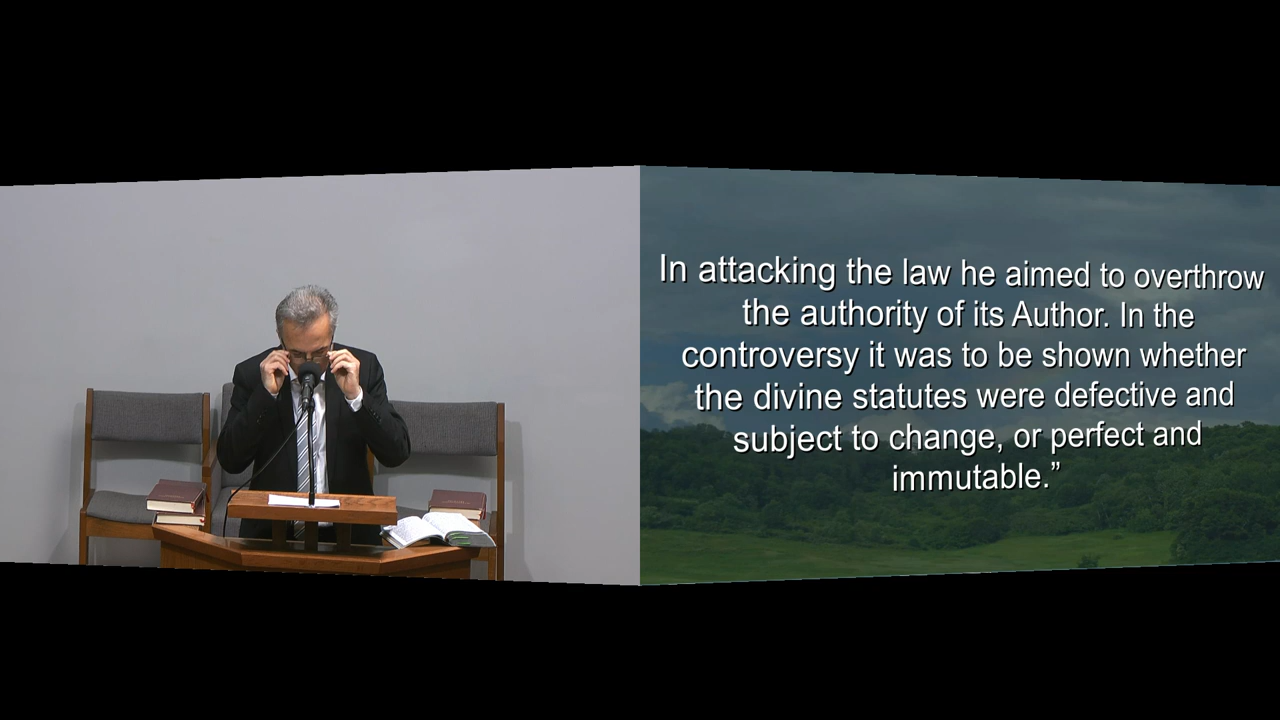 In attacking the law he aimed to overthrow
the authority of its Author. In the
controversy it was to be shown whether
the divine statutes were defective and
subject to change, or perfect and
immutable.”